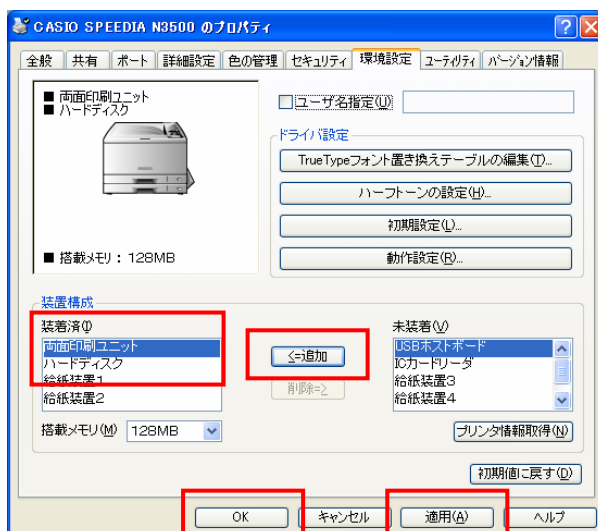 CASIO SPEEDIA N3500 のプロパティ
全般 共有 ポート 詳細設定 色の管理 セキュリティ 環境設定 ユーティリティ バージョン情報
■ 両面印刷ユニット
■ ハードディスク
■ 搭載メモリ : 128MB
ユーザ名指定(U)
ドライバ設定
TrueTypeフォント置き換えテーブルの編集(T)...
ハーフトーンの設定(H)...
初期設定(L)...
動作設定(R)...
装置構成
装着済(I)
両面印刷ユニット
ハードディスク
給紙装置1
給紙装置2
<=追加
削除=>
未装着(V)
USBホストボード
ICカードリーダ
給紙装置3
給紙装置4
搭載メモリ(M) 128MB
プリンタ情報取得(N)
初期値に戻す(D)
OK キャンセル 適用(A) ヘルプ